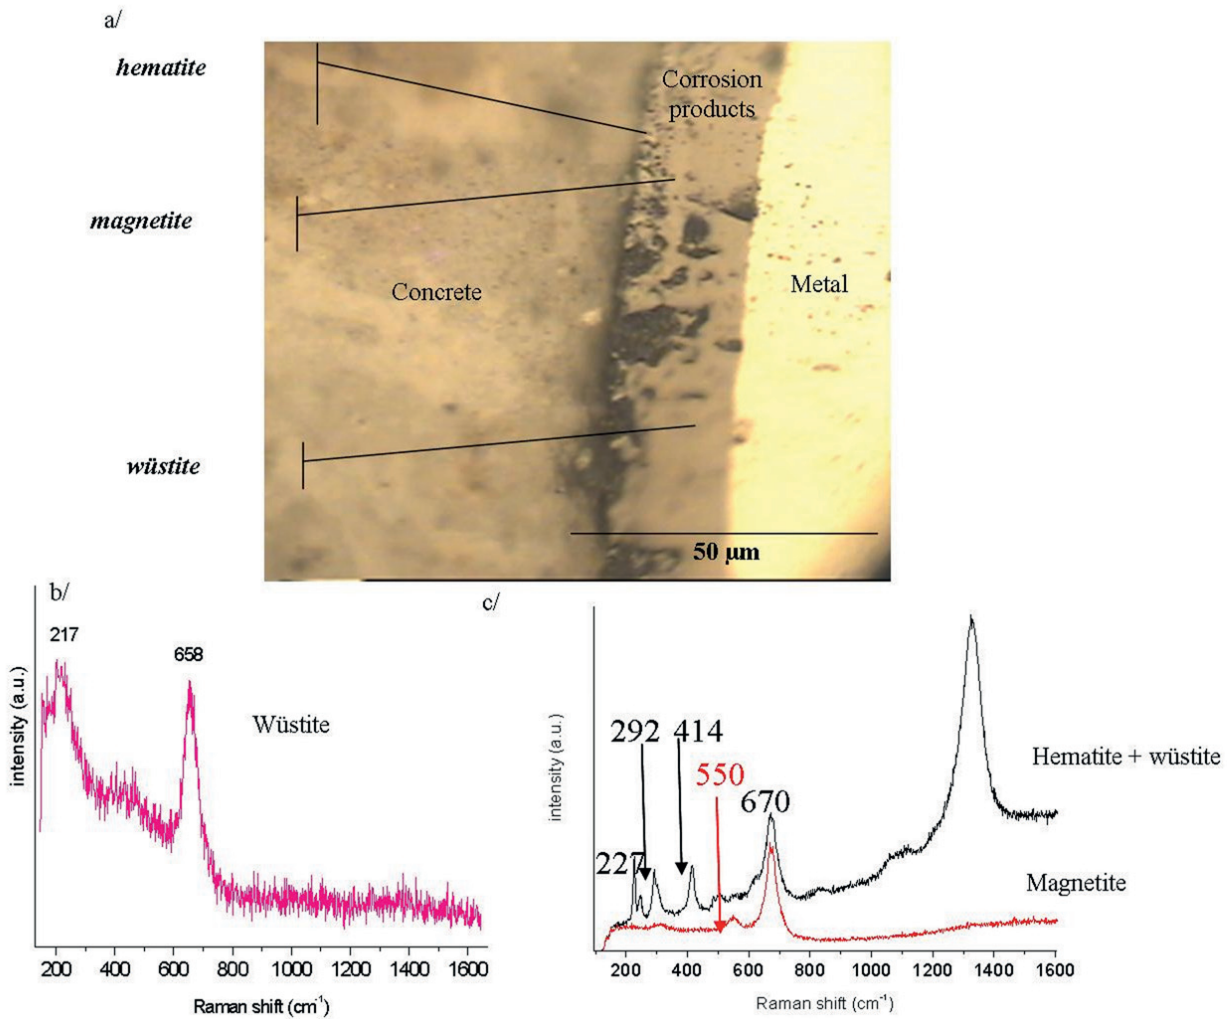 a/
hematite
Corrosion
products
magnetite
Concrete
Metal
wüstite
50 µm
b/
c/
217
658
Wüstite
intensity (a.u.)
200 400 600 800 1000 1200 1400 1600
Raman shift (cm⁻¹)
292 414
550
670
227
Hematite + wüstite
Magnetite
intensity (a.u.)
200 400 600 800 1000 1200 1400 1600
Raman shift (cm⁻¹)